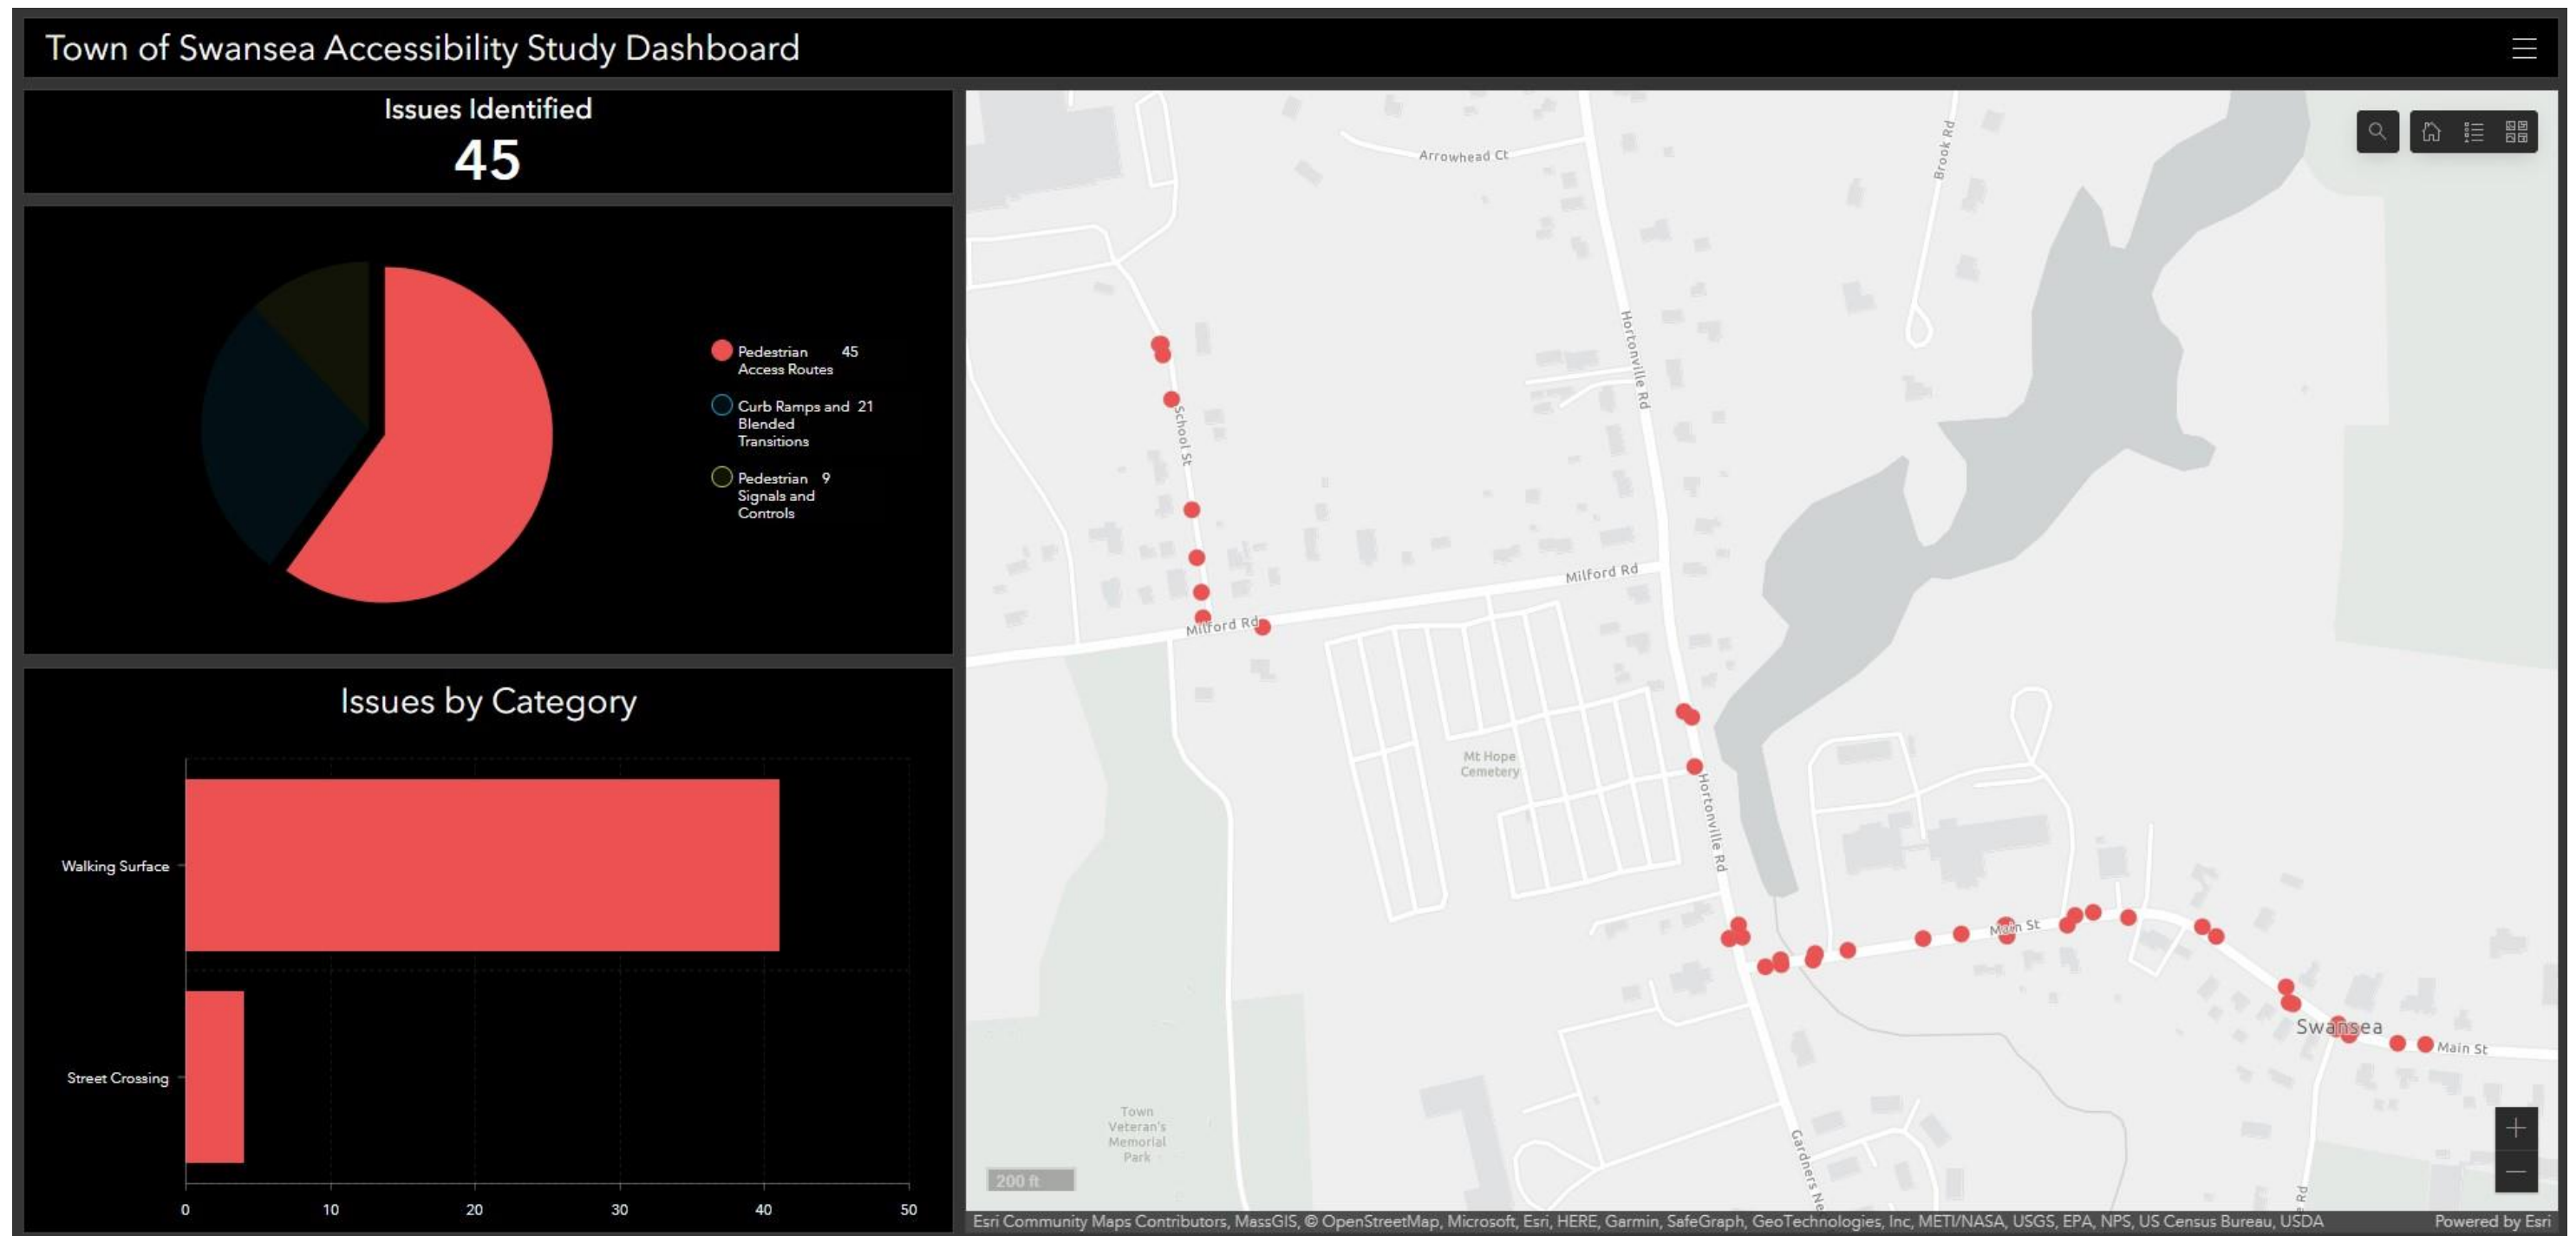 Town of Swansea Accessibility Study Dashboard
Issues Identified
45
Pedestrian 45
Access Routes
Curb Ramps and 21
Blended
Transitions
Pedestrian 9
Signals and
Controls
Issues by Category
Walking Surface
Street Crossing
0 10 20 30 40 50
Arrowhead Ct
Brook Rd
Hortonville Rd
School St
Milford Rd
Milford Rd
Mt Hope
Cemetery
Hortonville Rd
Main St
Swansea
Main St
Town
Veteran's
Memorial
Park
Gardners Ne
e Rd
200 ft
Esri Community Maps Contributors, MassGIS, © OpenStreetMap, Microsoft, Esri, HERE, Garmin, SafeGraph, GeoTechnologies, Inc, METI/NASA, USGS, EPA, NPS, US Census Bureau, USDA Powered by Esri